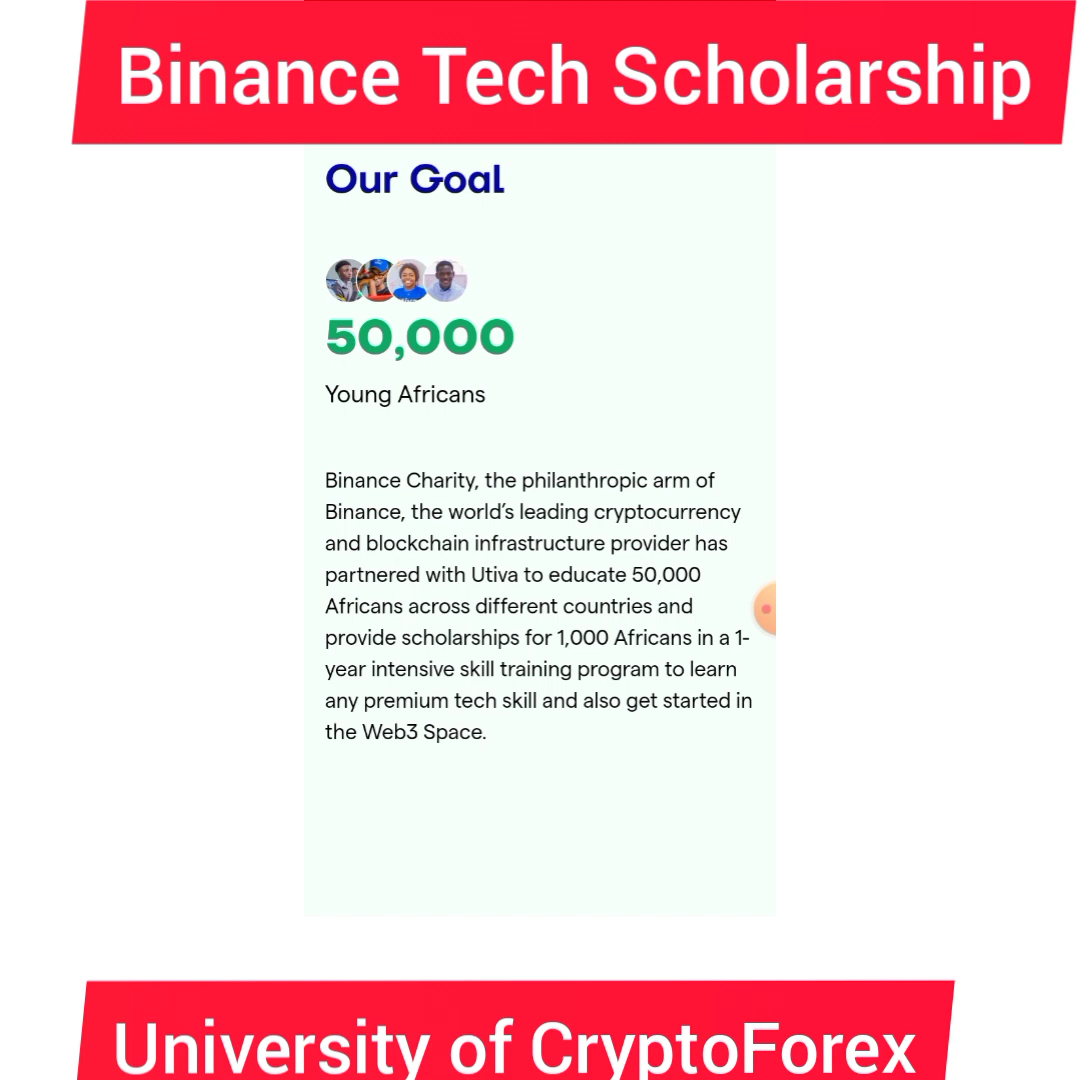 Binance Tech Scholarship
Our Goal
50,000
Young Africans
Binance Charity, the philanthropic arm of
Binance, the world's leading cryptocurrency
and blockchain infrastructure provider has
partnered with Utiva to educate 50,000
Africans across different countries and
provide scholarships for 1,000 Africans in a 1-
year intensive skill training program to learn
any premium tech skill and also get started in
the Web3 Space.
University of CryptoForex